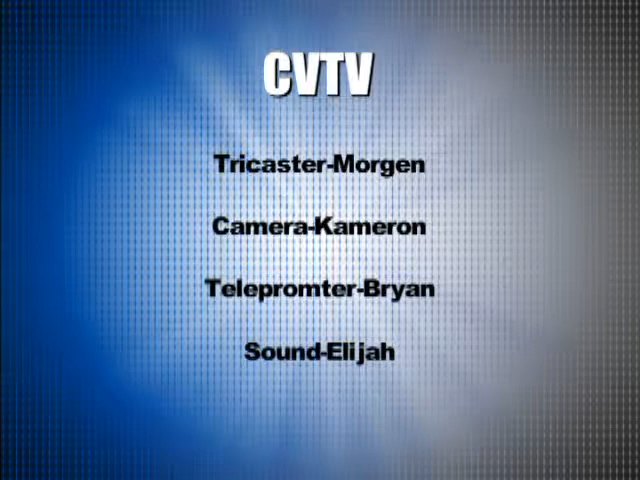 CVTV
Tricaster-Morgen
Camera-Kameron
Telepromter-Bryan
Sound-Elijah